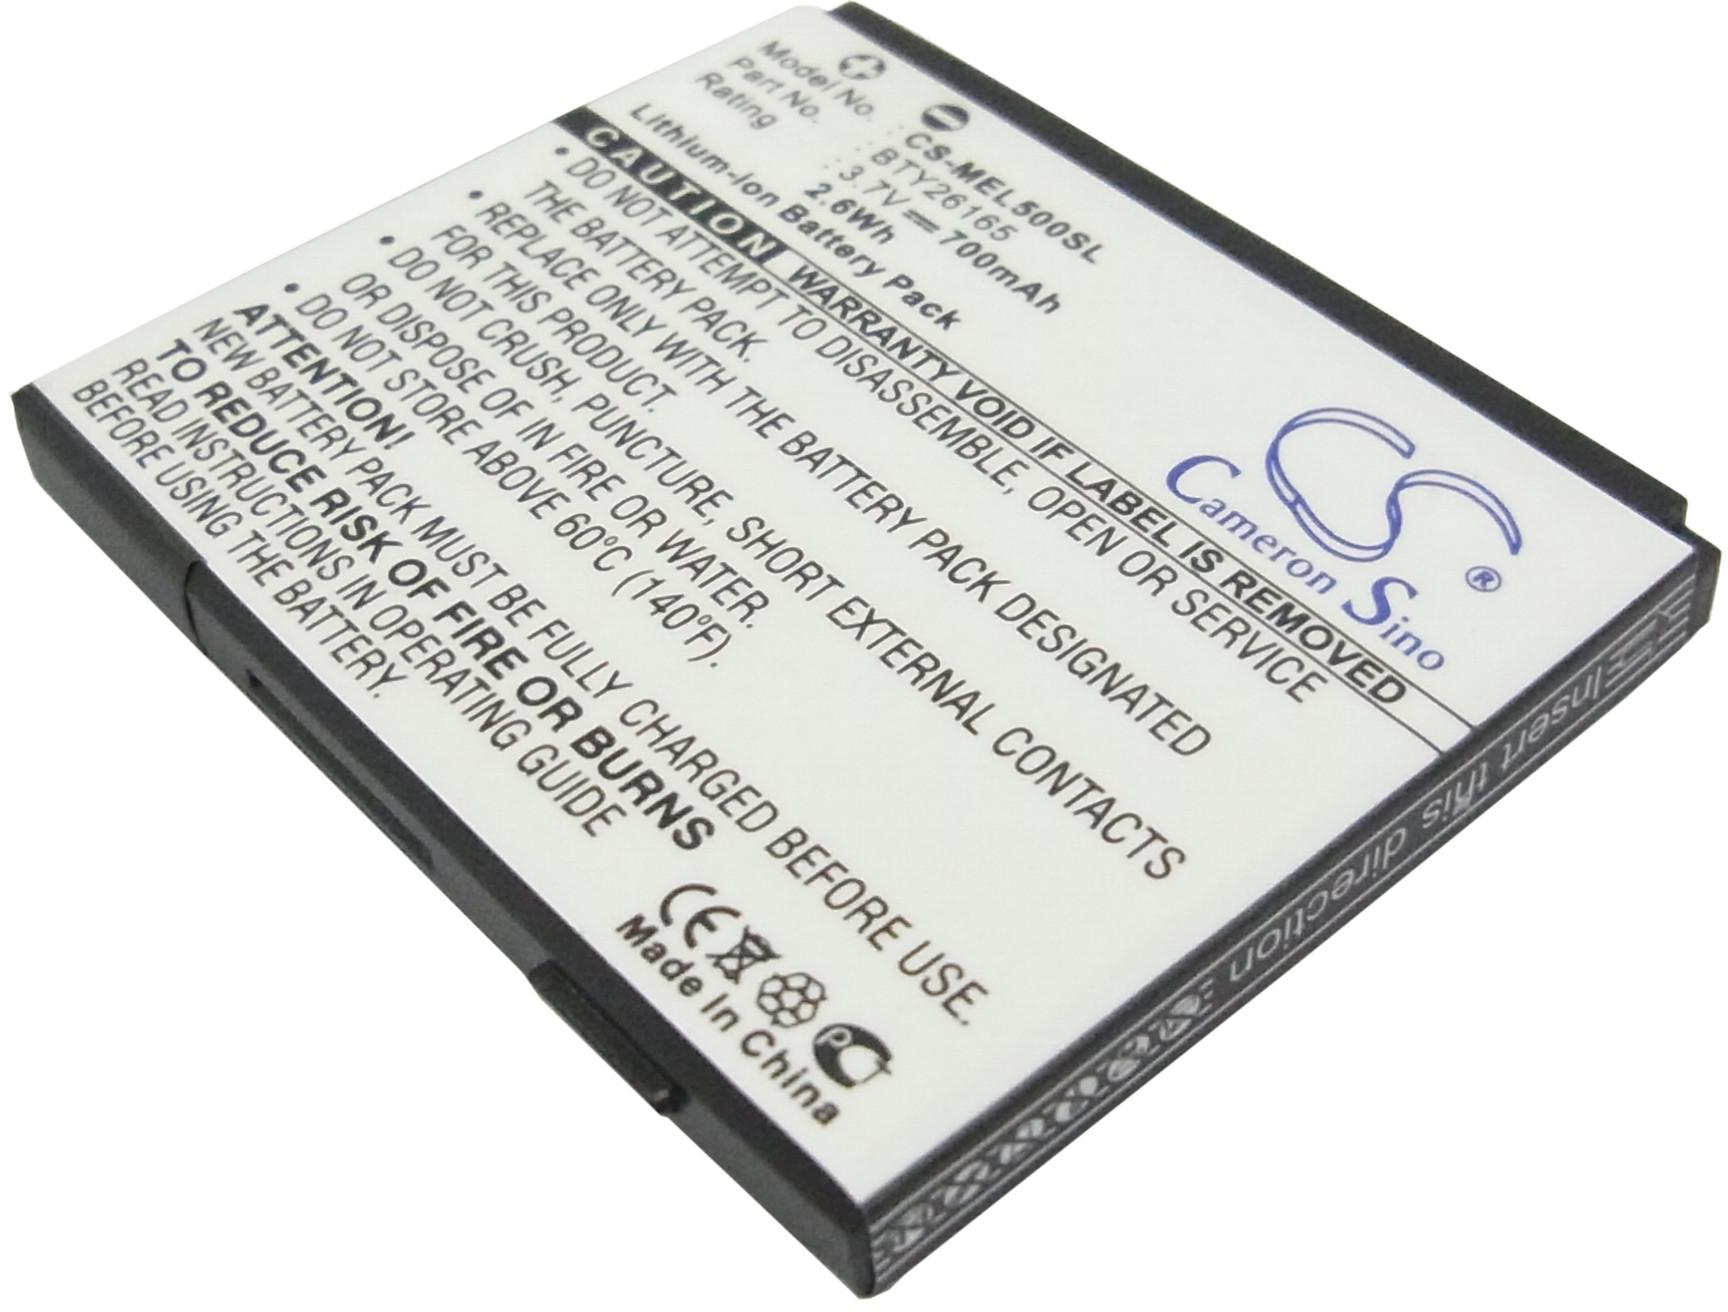 Model No. : CS-MEL500SL
Part No. : BTY26165
Rating : 3.7V 700mAh
2.6Wh
Lithium-Ion Battery Pack
CAUTION WARRANTY VOID IF LABEL IS REMOVED
• DO NOT ATTEMPT TO DISASSEMBLE, OPEN OR SERVICE
THE BATTERY PACK.
• REPLACE ONLY WITH THE BATTERY PACK DESIGNATED
FOR THIS PRODUCT.
• DO NOT CRUSH, PUNCTURE, SHORT EXTERNAL CONTACTS
OR DISPOSE OF IN FIRE OR WATER.
• DO NOT STORE ABOVE 60°C (140°F).
ATTENTION!
TO REDUCE RISK OF FIRE OR BURNS
NEW BATTERY PACK MUST BE FULLY CHARGED BEFORE USE.
READ INSTRUCTIONS IN OPERATING GUIDE
BEFORE USING THE BATTERY.
CS
Cameron Sino ®
CE
PC
Made In China
Insert this direction